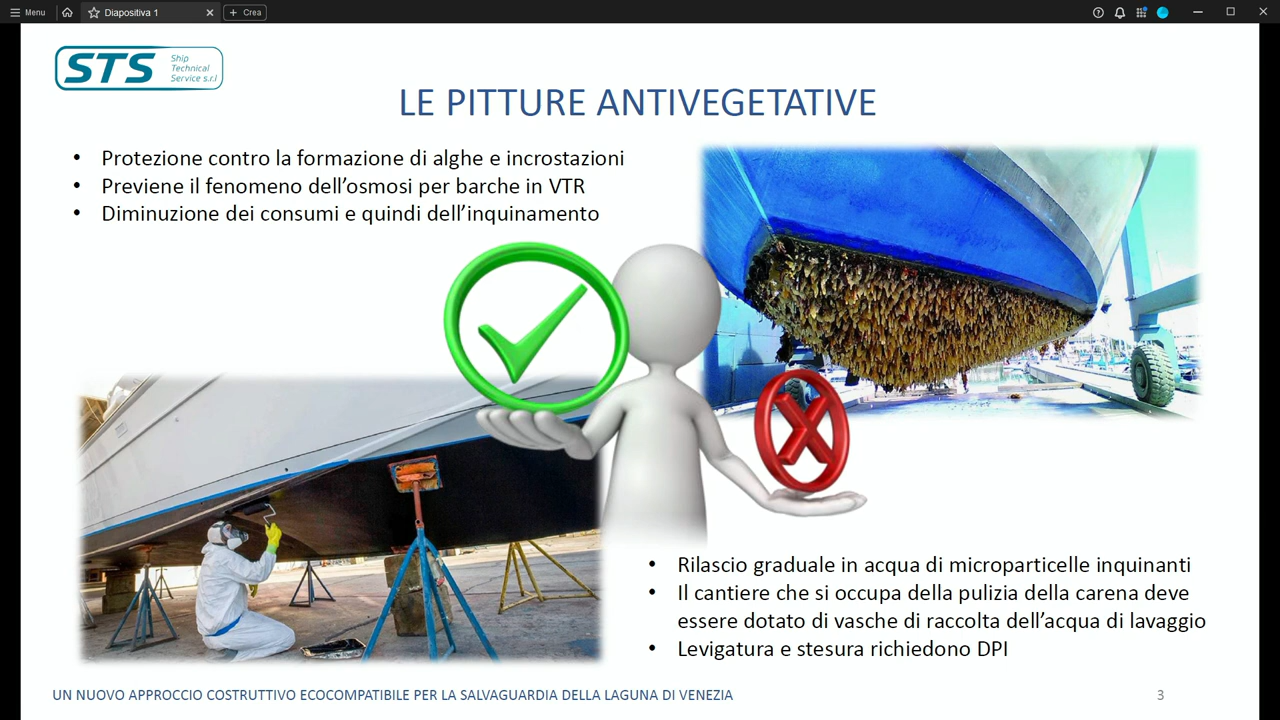 Menu
Diapositiva 1
Crea
STS
Ship
Technical
Service s.r.l
LE PITTURE ANTIVEGETATIVE
• Protezione contro la formazione di alghe e incrostazioni
• Previene il fenomeno dell’osmosi per barche in VTR
• Diminuzione dei consumi e quindi dell’inquinamento
• Rilascio graduale in acqua di microparticelle inquinanti
• Il cantiere che si occupa della pulizia della carena deve
essere dotato di vasche di raccolta dell’acqua di lavaggio
• Levigatura e stesura richiedono DPI
UN NUOVO APPROCCIO COSTRUTTIVO ECOCOMPATIBILE PER LA SALVAGUARDIA DELLA LAGUNA DI VENEZIA
3